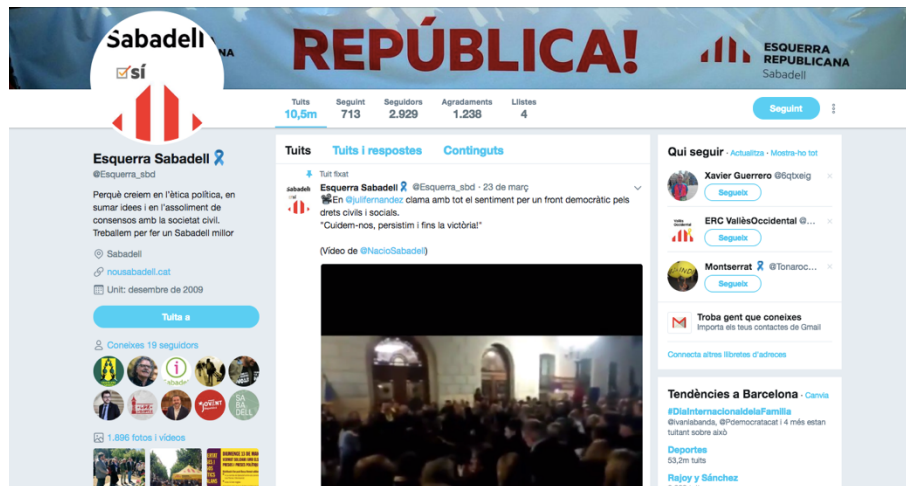 Sabadell
sí
REPÚBLICA!
ESQUERRA
REPUBLICANA
Sabadell
Tuits
Seguint
Seguidors
Agradaments
Llistes
10,5m
713
2.929
1.238
4
Seguint
Esquerra Sabadell
@Esquerra_sbd
Perquè creiem en l'ètica política, en
sumar idees i en l'assoliment de
consensos amb la societat civil.
Treballem per fer un Sabadell millor
Sabadell
nousabadell.cat
Unit: desembre de 2009
Tuita a
Coneixes 19 seguidors
SA
BA
DELL
1.896 fotos i vídeos
Tuits
Tuits i respostes
Continguts
Tuit fixat
Esquerra Sabadell @Esquerra_sbd · 23 de març
En @julifernandez clama amb tot el sentiment per un front democràtic pels
drets civils i socials.
"Cuidem-nos, persistim i fins la victòria!"
(Vídeo de @NacioSabadell)
Qui seguir · Actualitza · Mostra-ho tot
Xavier Guerrero @6qtxeig
Segueix
ERC VallèsOccidental @...
Segueix
Montserrat @Tonaroc...
Segueix
Troba gent que coneixes
Importa els teus contactes de Gmail
Connecta altres llibretes d'adreces
Tendències a Barcelona · Canvia
#DiaInternacionaldelaFamilia
@ivanlabanda, @Pdemocratacat i 4 més estan
tuitant sobre això
Deportes
53,2m tuits
Rajoy y Sánchez